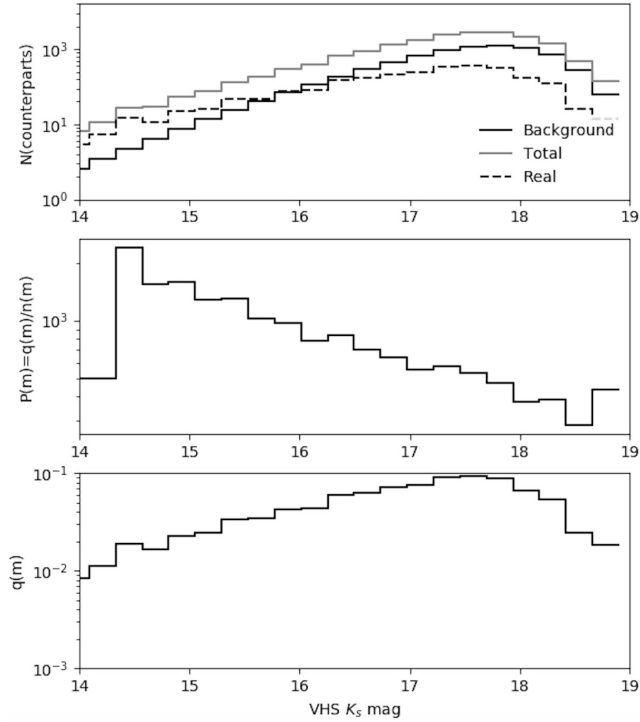 N(counterparts)
10³
10¹
10⁰
Background
Total
Real
14 15 16 17 18 19
P(m)=q(m)/n(m)
10³
14 15 16 17 18 19
q(m)
10⁻¹
10⁻²
10⁻³
14 15 16 17 18 19
VHS Kₛ mag